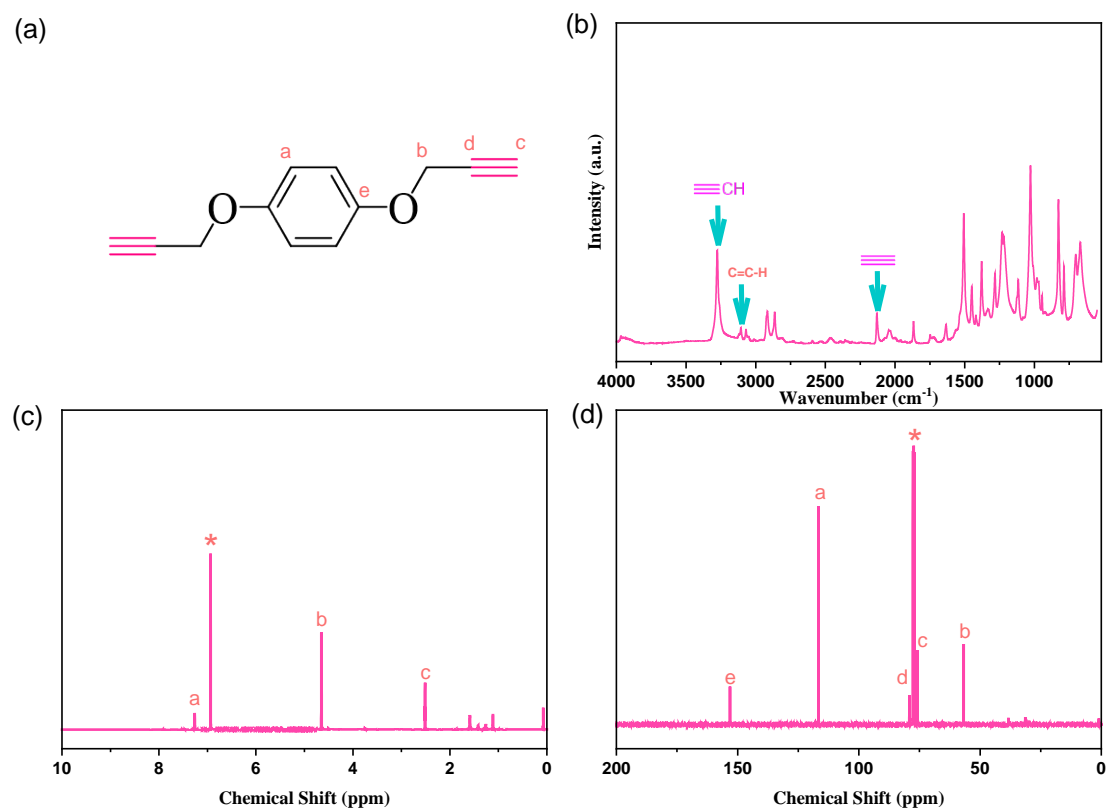 (a)
a
b
d
c
e
O
O
(b)
Intensity (a.u.)
CH
C=C-H
4000 3500 3000 2500 2000 1500 1000
Wavenumber (cm-1)
(c)
*
a
b
c
10 8 6 4 2 0
Chemical Shift (ppm)
(d)
*
a
e
d
c
b
200 150 100 50 0
Chemical Shift (ppm)